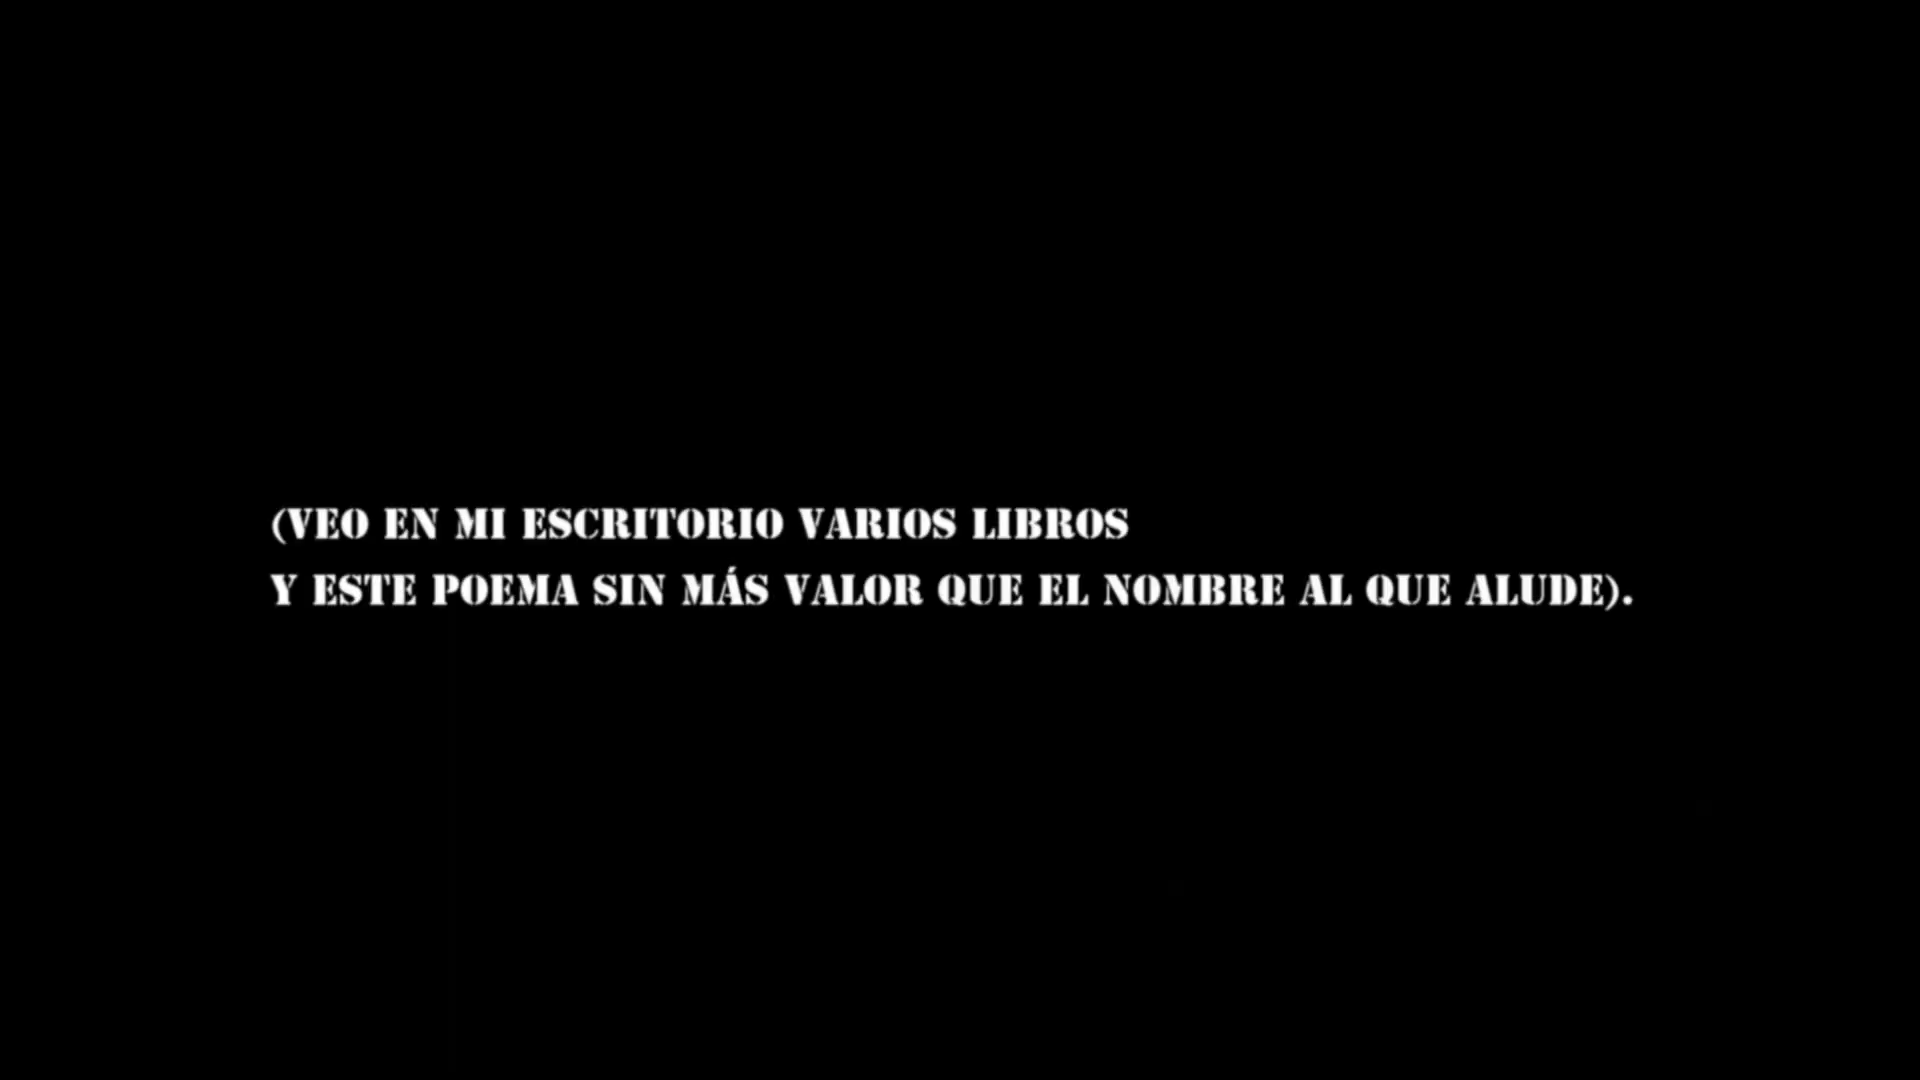 (VEO EN MI ESCRITORIO VARIOS LIBROS
Y ESTE POEMA SIN MÁS VALOR QUE EL NOMBRE AL QUE ALUDE).